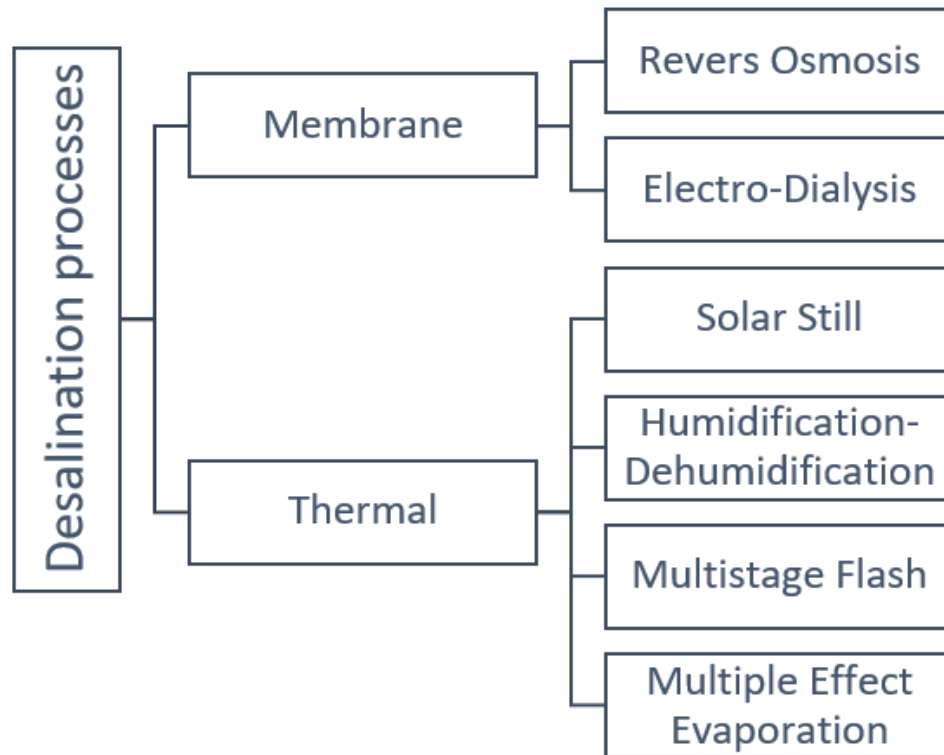 Desalination processes
Membrane
Revers Osmosis
Electro-Dialysis
Thermal
Solar Still
Humidification-
Dehumidification
Multistage Flash
Multiple Effect
Evaporation